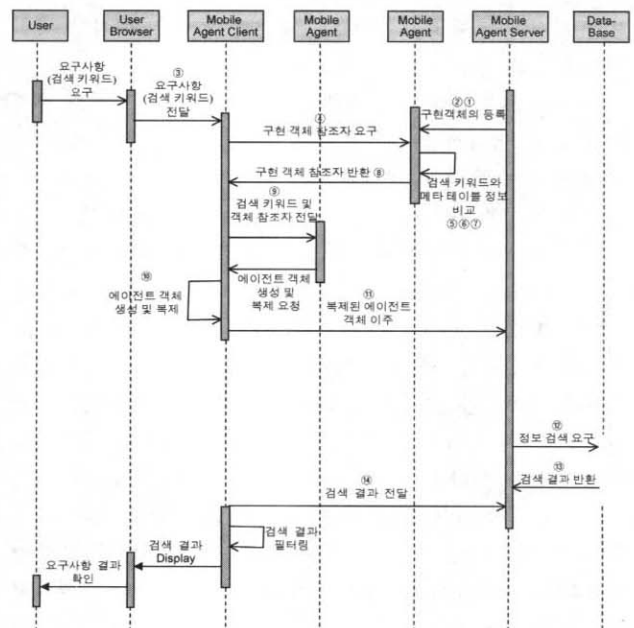 User
User
Browser
Mobile
Agent Client
Mobile
Agent
Mobile
Agent
Mobile
Agent Server
Data-
Base
요구사항
(검색 키워드)
요구
③
요구사항
(검색 키워드)
전달
②①
구현객체의 등록
④
구현 객체 참조자 요구
구현 객체 참조자 반환 ⑧
검색 키워드와
메타 테이블 정보
비교
⑤⑥⑦
⑨
검색 키워드 및
객체 참조자 전달
에이전트 객체
생성 및
복제 요청
⑩
에이전트 객체
생성 및 복제
⑪
복제된 에이전트
객체 이주
⑫
정보 검색 요구
⑬
검색 결과 반환
⑭
검색 결과 전달
검색 결과
필터링
검색 결과
Display
요구사항 결과
확인